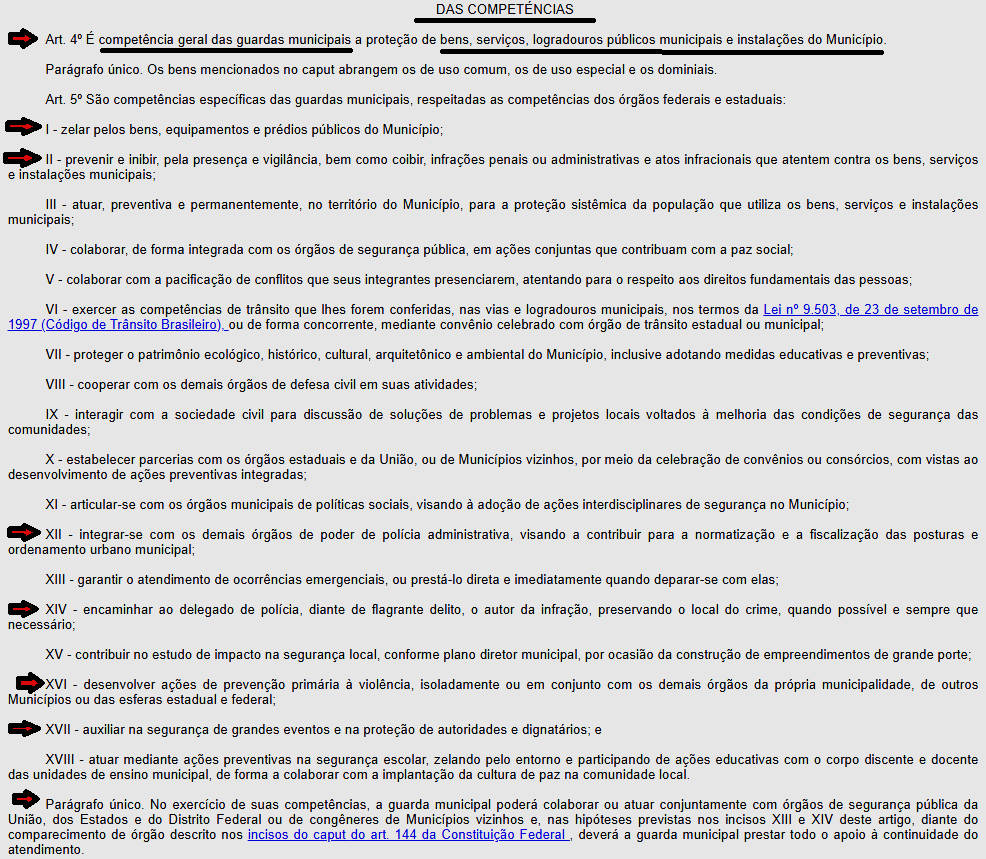 DAS COMPETÊNCIAS
Art. 4º É competência geral das guardas municipais a proteção de bens, serviços, logradouros públicos municipais e instalações do Município.
Parágrafo único. Os bens mencionados no caput abrangem os de uso comum, os de uso especial e os dominiais.
Art. 5º São competências específicas das guardas municipais, respeitadas as competências dos órgãos federais e estaduais:
I - zelar pelos bens, equipamentos e prédios públicos do Município;
II - prevenir e inibir, pela presença e vigilância, bem como coibir, infrações penais ou administrativas e atos infracionais que atentem contra os bens, serviços
e instalações municipais;
III - atuar, preventiva e permanentemente, no território do Município, para a proteção sistêmica da população que utiliza os bens, serviços e instalações
municipais;
IV - colaborar, de forma integrada com os órgãos de segurança pública, em ações conjuntas que contribuam com a paz social;
V - colaborar com a pacificação de conflitos que seus integrantes presenciarem, atentando para o respeito aos direitos fundamentais das pessoas;
VI - exercer as competências de trânsito que lhes forem conferidas, nas vias e logradouros municipais, nos termos da Lei nº 9.503, de 23 de setembro de
1997 (Código de Trânsito Brasileiro), ou de forma concorrente, mediante convênio celebrado com órgão de trânsito estadual ou municipal;
VII - proteger o patrimônio ecológico, histórico, cultural, arquitetônico e ambiental do Município, inclusive adotando medidas educativas e preventivas;
VIII - cooperar com os demais órgãos de defesa civil em suas atividades;
IX - interagir com a sociedade civil para discussão de soluções de problemas e projetos locais voltados à melhoria das condições de segurança das
comunidades;
X - estabelecer parcerias com os órgãos estaduais e da União, ou de Municípios vizinhos, por meio da celebração de convênios ou consórcios, com vistas ao
desenvolvimento de ações preventivas integradas;
XI - articular-se com os órgãos municipais de políticas sociais, visando à adoção de ações interdisciplinares de segurança no Município;
XII - integrar-se com os demais órgãos de poder de polícia administrativa, visando a contribuir para a normatização e a fiscalização das posturas e
ordenamento urbano municipal;
XIII - garantir o atendimento de ocorrências emergenciais, ou prestá-lo direta e imediatamente quando deparar-se com elas;
XIV - encaminhar ao delegado de polícia, diante de flagrante delito, o autor da infração, preservando o local do crime, quando possível e sempre que
necessário;
XV - contribuir no estudo de impacto na segurança local, conforme plano diretor municipal, por ocasião da construção de empreendimentos de grande porte;
XVI - desenvolver ações de prevenção primária à violência, isoladamente ou em conjunto com os demais órgãos da própria municipalidade, de outros
Municípios ou das esferas estadual e federal;
XVII - auxiliar na segurança de grandes eventos e na proteção de autoridades e dignatários; e
XVIII - atuar mediante ações preventivas na segurança escolar, zelando pelo entorno e participando de ações educativas com o corpo discente e docente
das unidades de ensino municipal, de forma a colaborar com a implantação da cultura de paz na comunidade local.
Parágrafo único. No exercício de suas competências, a guarda municipal poderá colaborar ou atuar conjuntamente com órgãos de segurança pública da
União, dos Estados e do Distrito Federal ou de congêneres de Municípios vizinhos e, nas hipóteses previstas nos incisos XIII e XIV deste artigo, diante do
comparecimento de órgão descrito nos incisos do caput do art. 144 da Constituição Federal , deverá a guarda municipal prestar todo o apoio à continuidade do
atendimento.